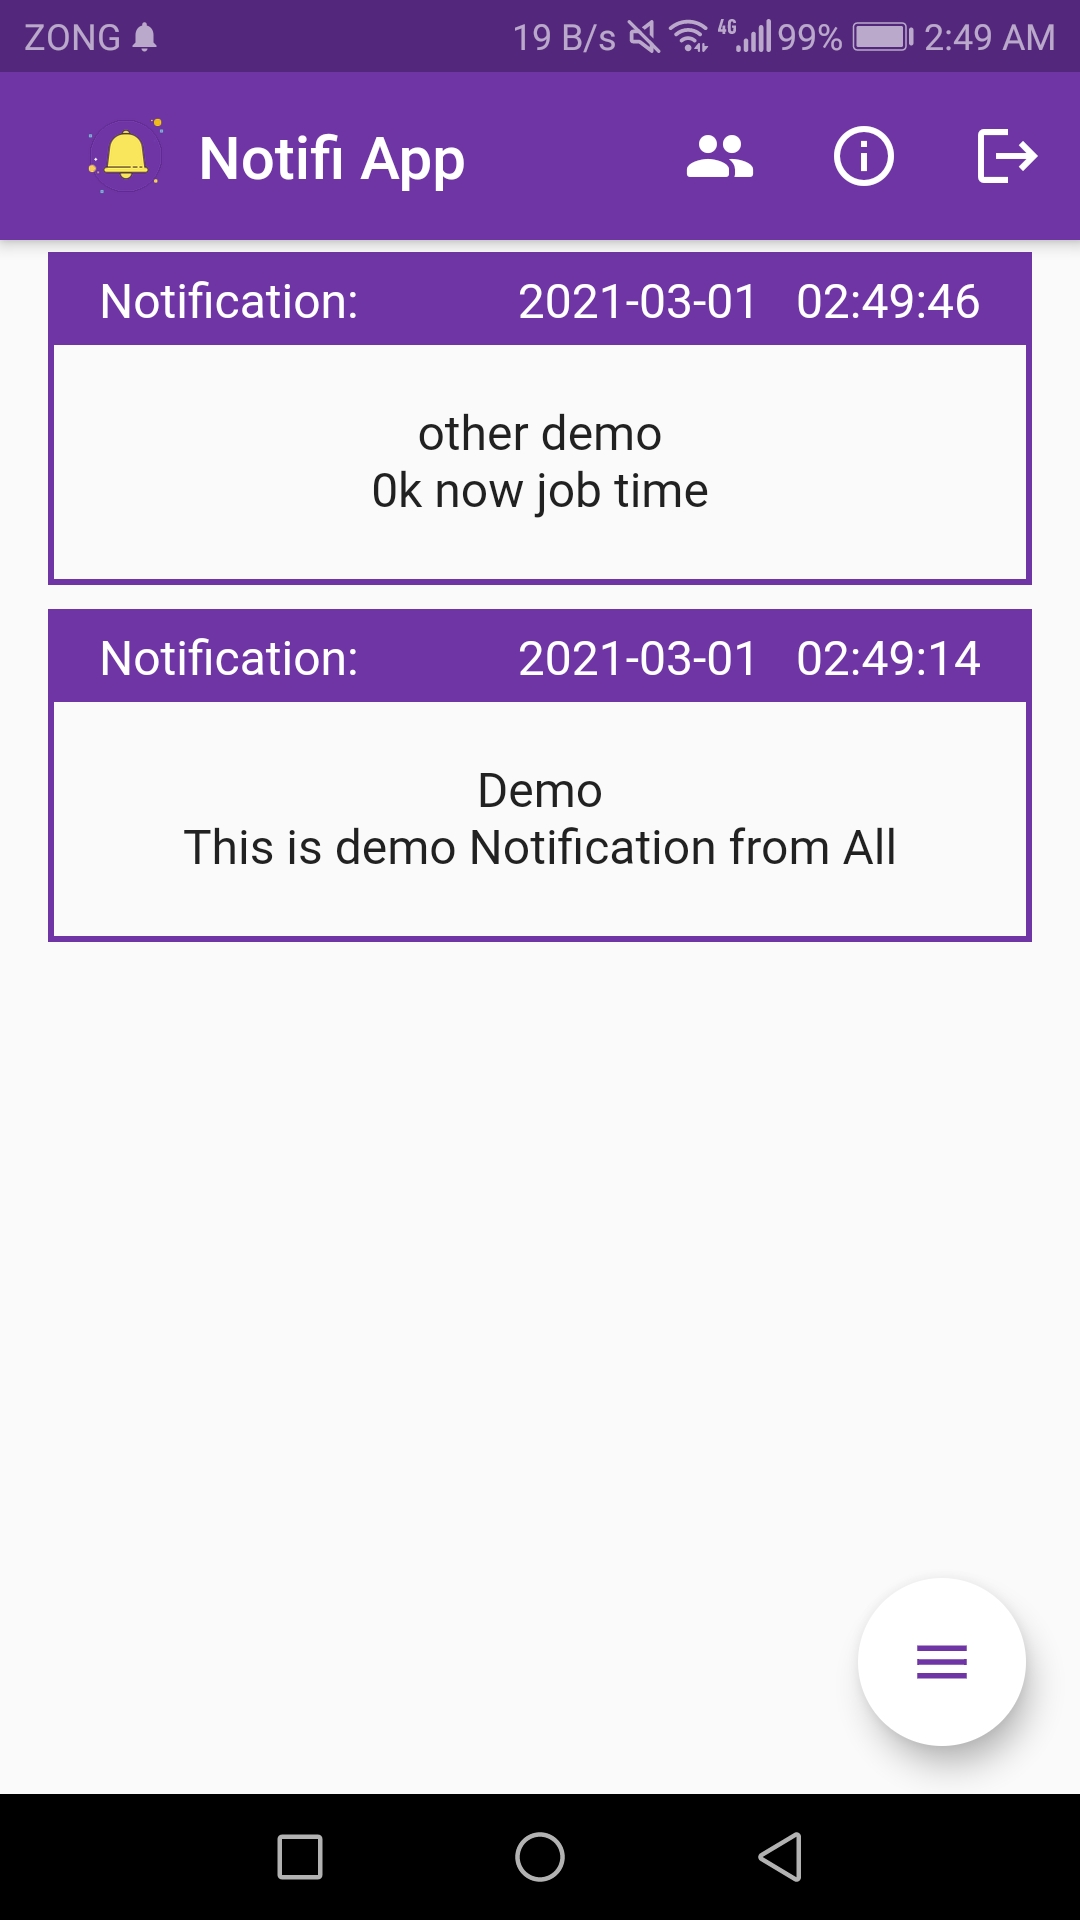 ZONG 19 B/s 4G 99% 2:49 AM
Notifi App
Notification: 2021-03-01 02:49:46
other demo
0k now job time
Notification: 2021-03-01 02:49:14
Demo
This is demo Notification from All